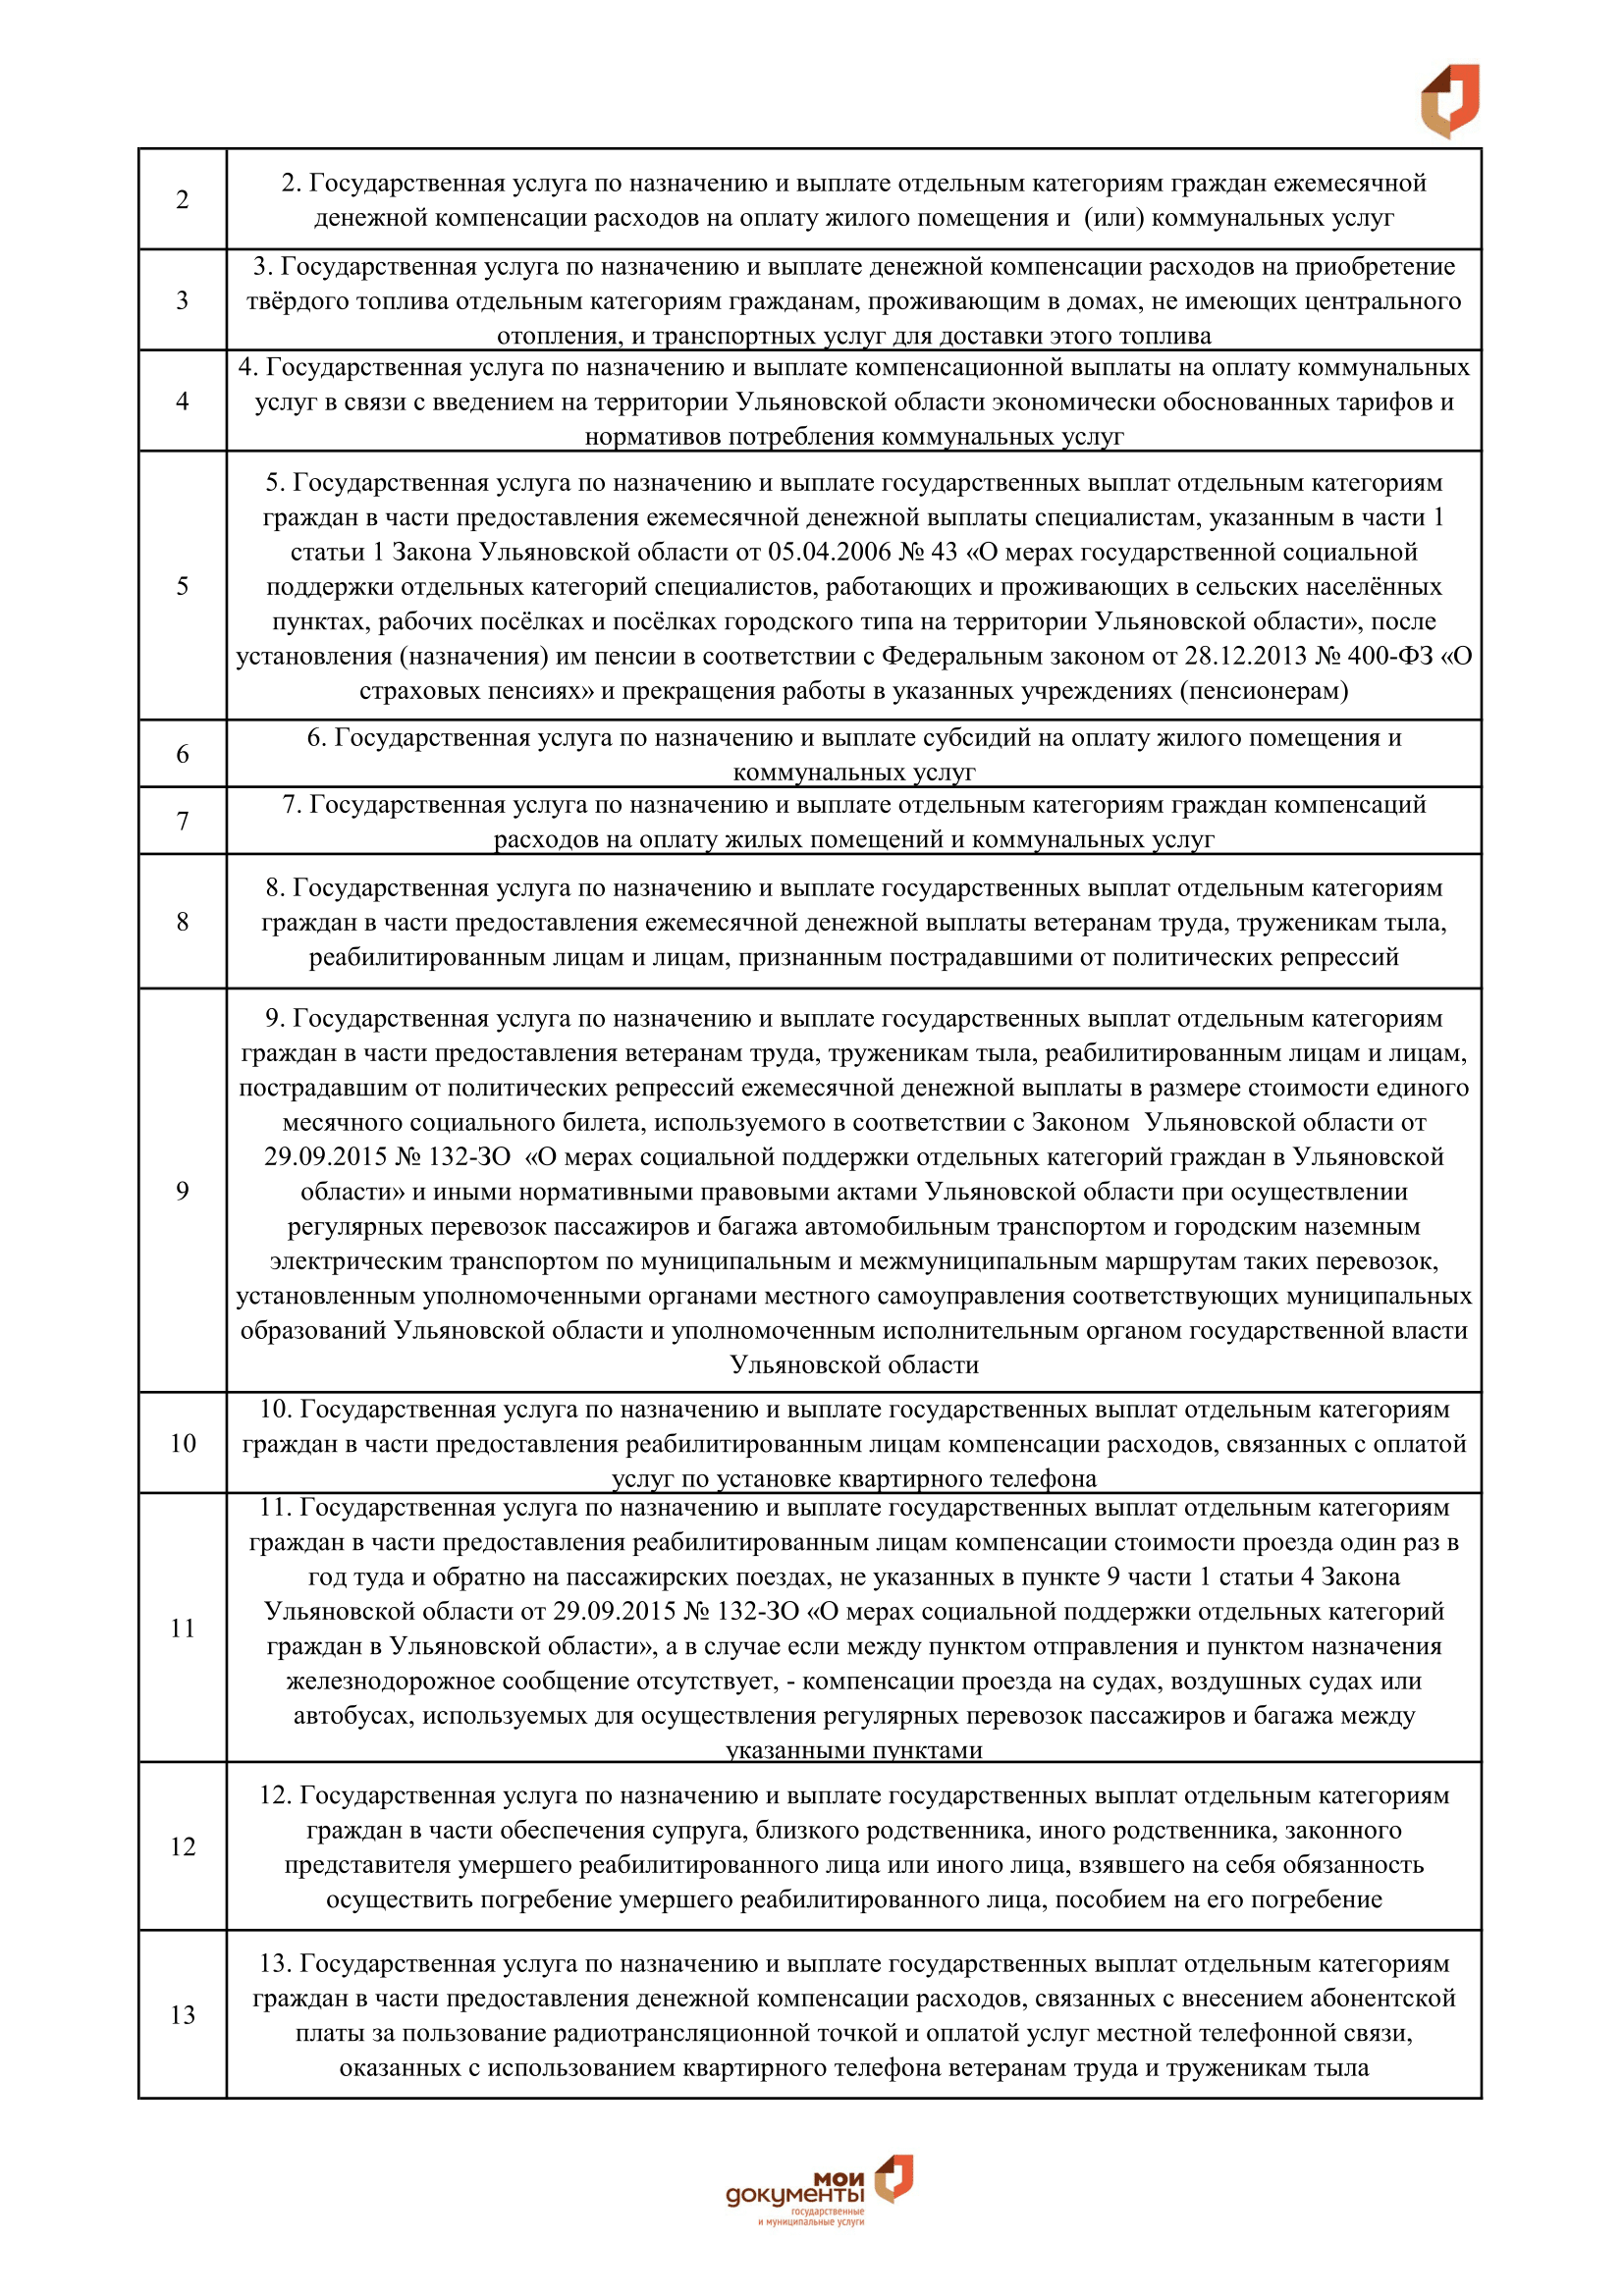 2
2. Государственная услуга по назначению и выплате отдельным категориям граждан ежемесячной
денежной компенсации расходов на оплату жилого помещения и  (или) коммунальных услуг
3
3. Государственная услуга по назначению и выплате денежной компенсации расходов на приобретение
твёрдого топлива отдельным категориям гражданам, проживающим в домах, не имеющих центрального
отопления, и транспортных услуг для доставки этого топлива
4
4. Государственная услуга по назначению и выплате компенсационной выплаты на оплату коммунальных
услуг в связи с введением на территории Ульяновской области экономически обоснованных тарифов и
нормативов потребления коммунальных услуг
5
5. Государственная услуга по назначению и выплате государственных выплат отдельным категориям
граждан в части предоставления ежемесячной денежной выплаты специалистам, указанным в части 1
статьи 1 Закона Ульяновской области от 05.04.2006 № 43 «О мерах государственной социальной
поддержки отдельных категорий специалистов, работающих и проживающих в сельских населённых
пунктах, рабочих посёлках и посёлках городского типа на территории Ульяновской области», после
установления (назначения) им пенсии в соответствии с Федеральным законом от 28.12.2013 № 400-ФЗ «О
страховых пенсиях» и прекращения работы в указанных учреждениях (пенсионерам)
6
6. Государственная услуга по назначению и выплате субсидий на оплату жилого помещения и
коммунальных услуг
7
7. Государственная услуга по назначению и выплате отдельным категориям граждан компенсаций
расходов на оплату жилых помещений и коммунальных услуг
8
8. Государственная услуга по назначению и выплате государственных выплат отдельным категориям
граждан в части предоставления ежемесячной денежной выплаты ветеранам труда, труженикам тыла,
реабилитированным лицам и лицам, признанным пострадавшими от политических репрессий
9
9. Государственная услуга по назначению и выплате государственных выплат отдельным категориям
граждан в части предоставления ветеранам труда, труженикам тыла, реабилитированным лицам и лицам,
пострадавшим от политических репрессий ежемесячной денежной выплаты в размере стоимости единого
месячного социального билета, используемого в соответствии с Законом  Ульяновской области от
29.09.2015 № 132-ЗО  «О мерах социальной поддержки отдельных категорий граждан в Ульяновской
области» и иными нормативными правовыми актами Ульяновской области при осуществлении
регулярных перевозок пассажиров и багажа автомобильным транспортом и городским наземным
электрическим транспортом по муниципальным и межмуниципальным маршрутам таких перевозок,
установленным уполномоченными органами местного самоуправления соответствующих муниципальных
образований Ульяновской области и уполномоченным исполнительным органом государственной власти
Ульяновской области
10
10. Государственная услуга по назначению и выплате государственных выплат отдельным категориям
граждан в части предоставления реабилитированным лицам компенсации расходов, связанных с оплатой
услуг по установке квартирного телефона
11
11. Государственная услуга по назначению и выплате государственных выплат отдельным категориям
граждан в части предоставления реабилитированным лицам компенсации стоимости проезда один раз в
год туда и обратно на пассажирских поездах, не указанных в пункте 9 части 1 статьи 4 Закона
Ульяновской области от 29.09.2015 № 132-ЗО «О мерах социальной поддержки отдельных категорий
граждан в Ульяновской области», а в случае если между пунктом отправления и пунктом назначения
железнодорожное сообщение отсутствует, - компенсации проезда на судах, воздушных судах или
автобусах, используемых для осуществления регулярных перевозок пассажиров и багажа между
указанными пунктами
12
12. Государственная услуга по назначению и выплате государственных выплат отдельным категориям
граждан в части обеспечения супруга, близкого родственника, иного родственника, законного
представителя умершего реабилитированного лица или иного лица, взявшего на себя обязанность
осуществить погребение умершего реабилитированного лица, пособием на его погребение
13
13. Государственная услуга по назначению и выплате государственных выплат отдельным категориям
граждан в части предоставления денежной компенсации расходов, связанных с внесением абонентской
платы за пользование радиотрансляционной точкой и оплатой услуг местной телефонной связи,
оказанных с использованием квартирного телефона ветеранам труда и труженикам тыла
мои
документы
государственные
и муниципальные услуги